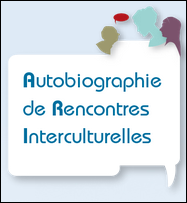 Autobiographie
de Rencontres
Interculturelles